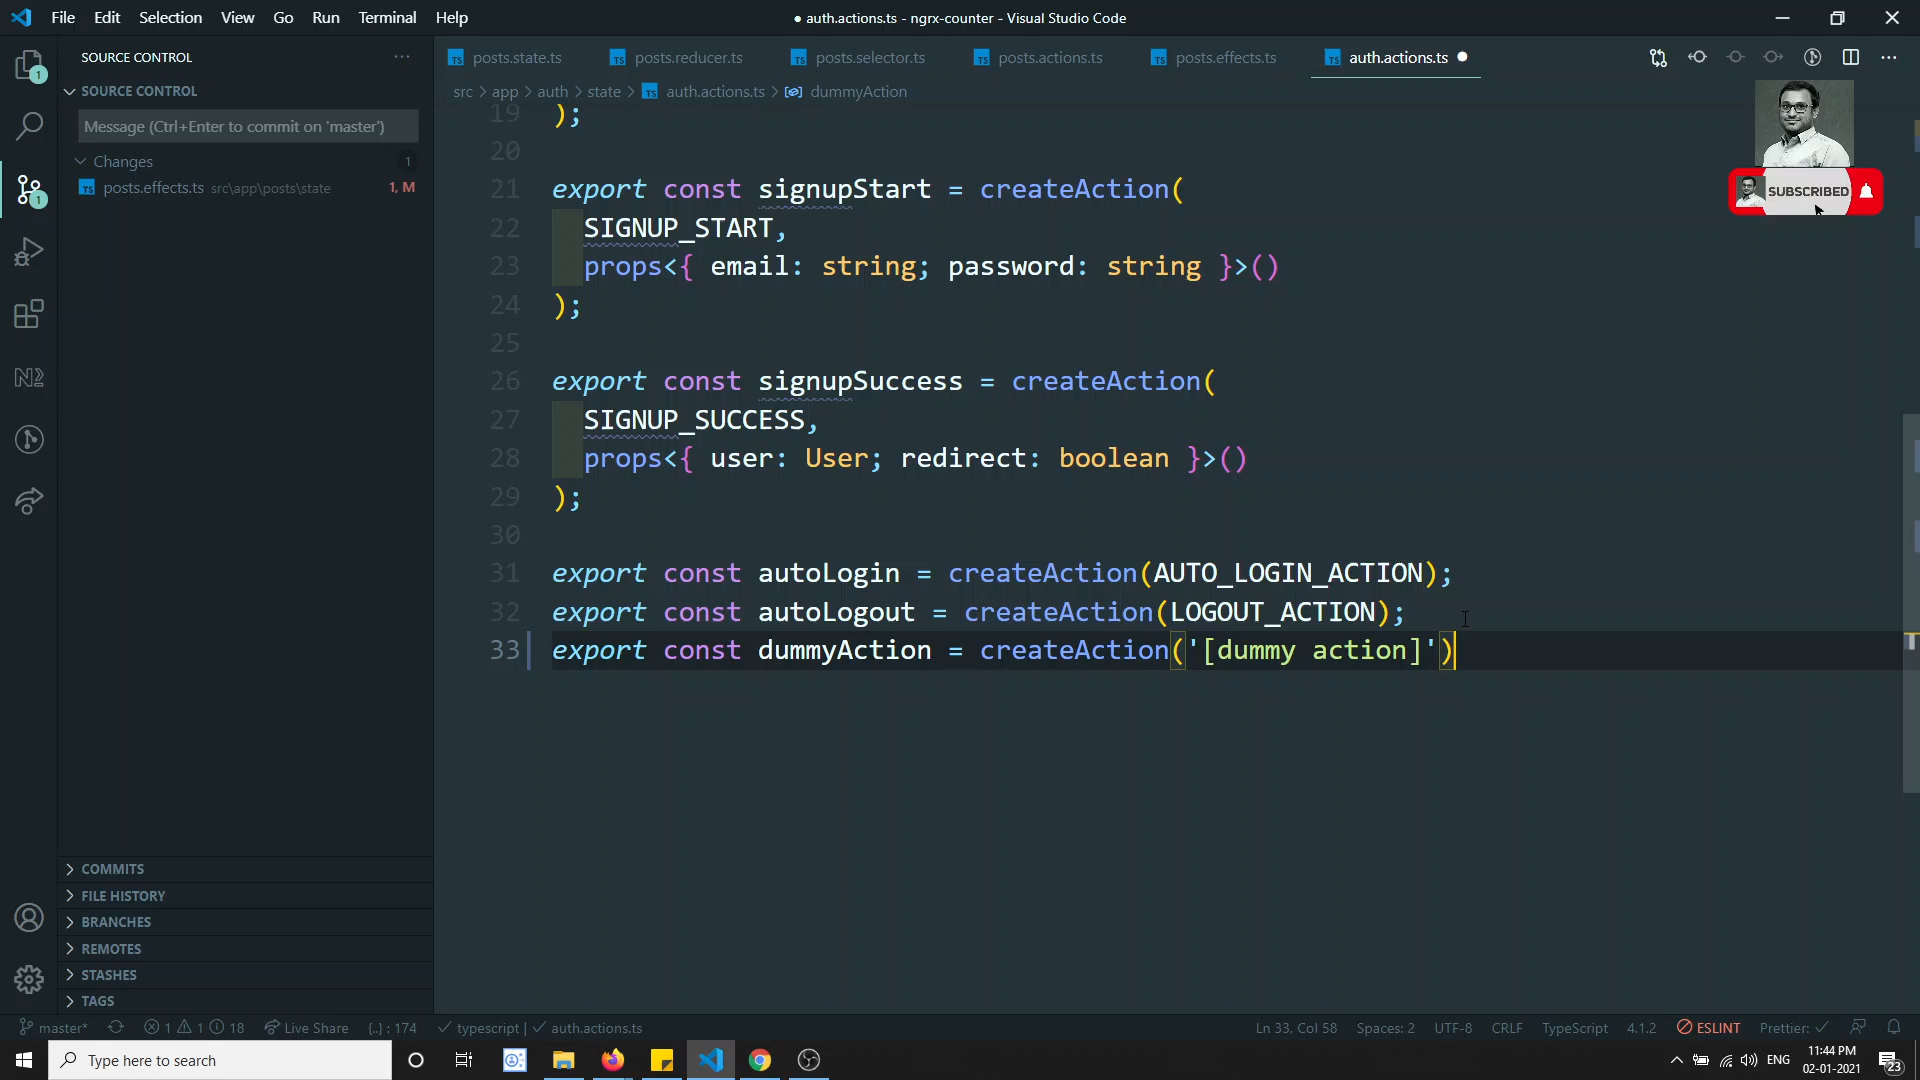 File Edit Selection View Go Run Terminal Help
● auth.actions.ts - ngrx-counter - Visual Studio Code
SOURCE CONTROL
SOURCE CONTROL
Message (Ctrl+Enter to commit on 'master')
Changes 1
posts.effects.ts src\app\posts\state 1, M
COMMITS
FILE HISTORY
BRANCHES
REMOTES
STASHES
TAGS
posts.state.ts posts.reducer.ts posts.selector.ts posts.actions.ts posts.effects.ts auth.actions.ts
src > app > auth > state > auth.actions.ts > dummyAction
SUBSCRIBED
19 );
20
21 export const signupStart = createAction(
22 SIGNUP_START,
23 props<{ email: string; password: string }>()
24 );
25
26 export const signupSuccess = createAction(
27 SIGNUP_SUCCESS,
28 props<{ user: User; redirect: boolean }>()
29 );
30
31 export const autoLogin = createAction(AUTO_LOGIN_ACTION);
32 export const autoLogout = createAction(LOGOUT_ACTION);
33 export const dummyAction = createAction('[dummy action]')
master* 1 1 18 Live Share {..} : 174 typescript | auth.actions.ts Ln 33, Col 58 Spaces: 2 UTF-8 CRLF TypeScript 4.1.2 ESLINT Prettier: ✓
Type here to search
ENG
11:44 PM
02-01-2021
23